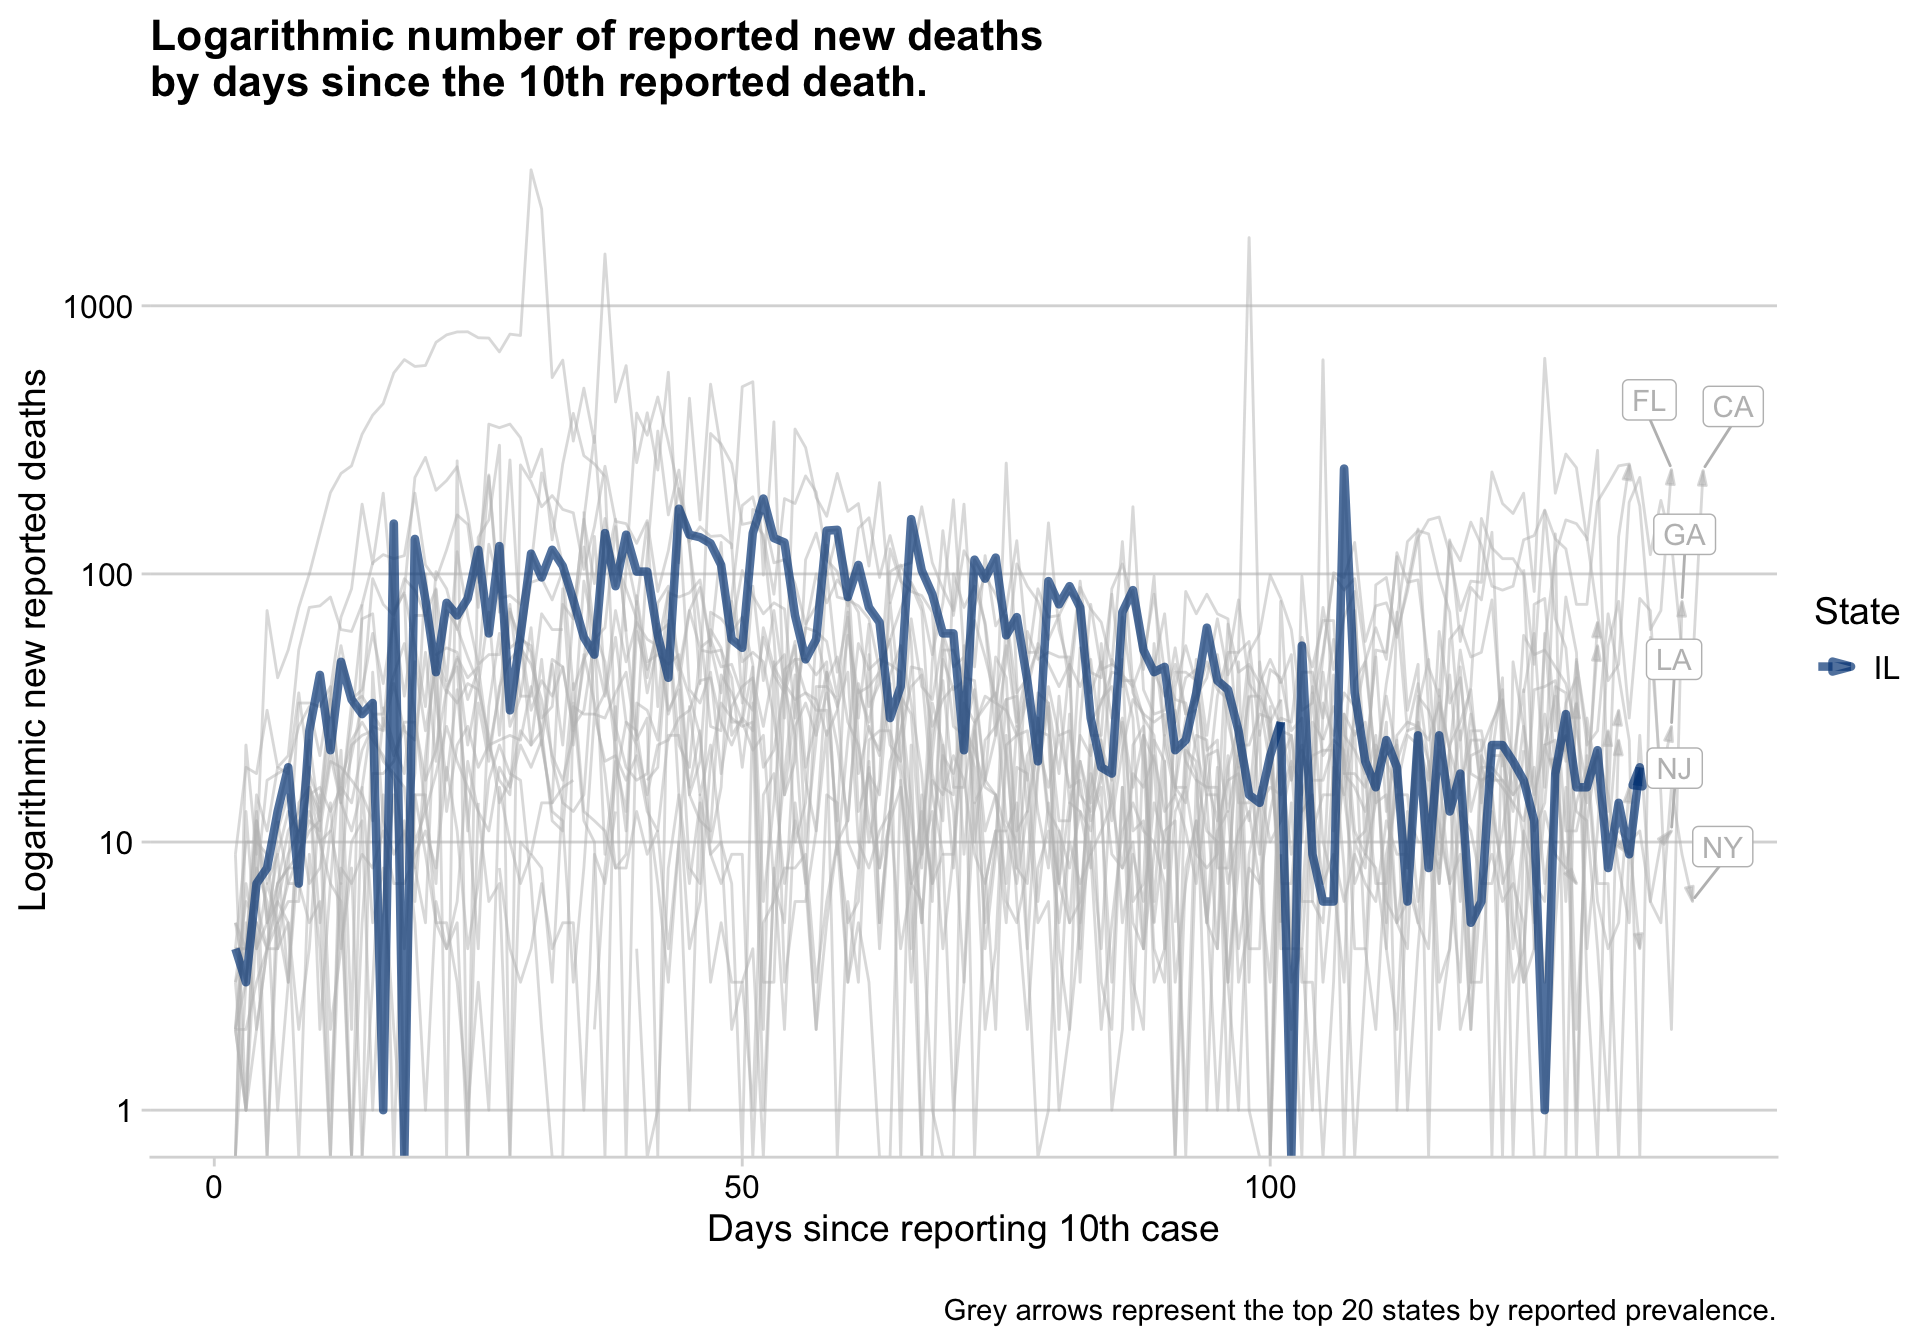 Logarithmic number of reported new deaths
by days since the 10th reported death.
Logarithmic new reported deaths
1000
100
10
1
FL
CA
GA
LA
NJ
NY
State
IL
0
50
100
Days since reporting 10th case
Grey arrows represent the top 20 states by reported prevalence.